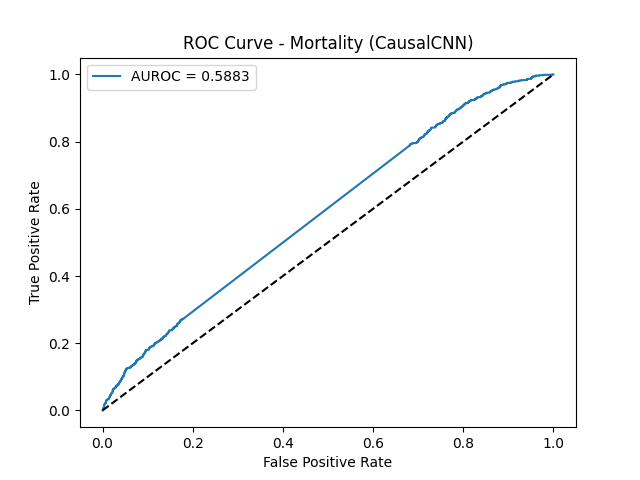 ROC Curve - Mortality (CausalCNN)
AUROC = 0.5883
True Positive Rate
1.0
0.8
0.6
0.4
0.2
0.0
0.0 0.2 0.4 0.6 0.8 1.0
False Positive Rate